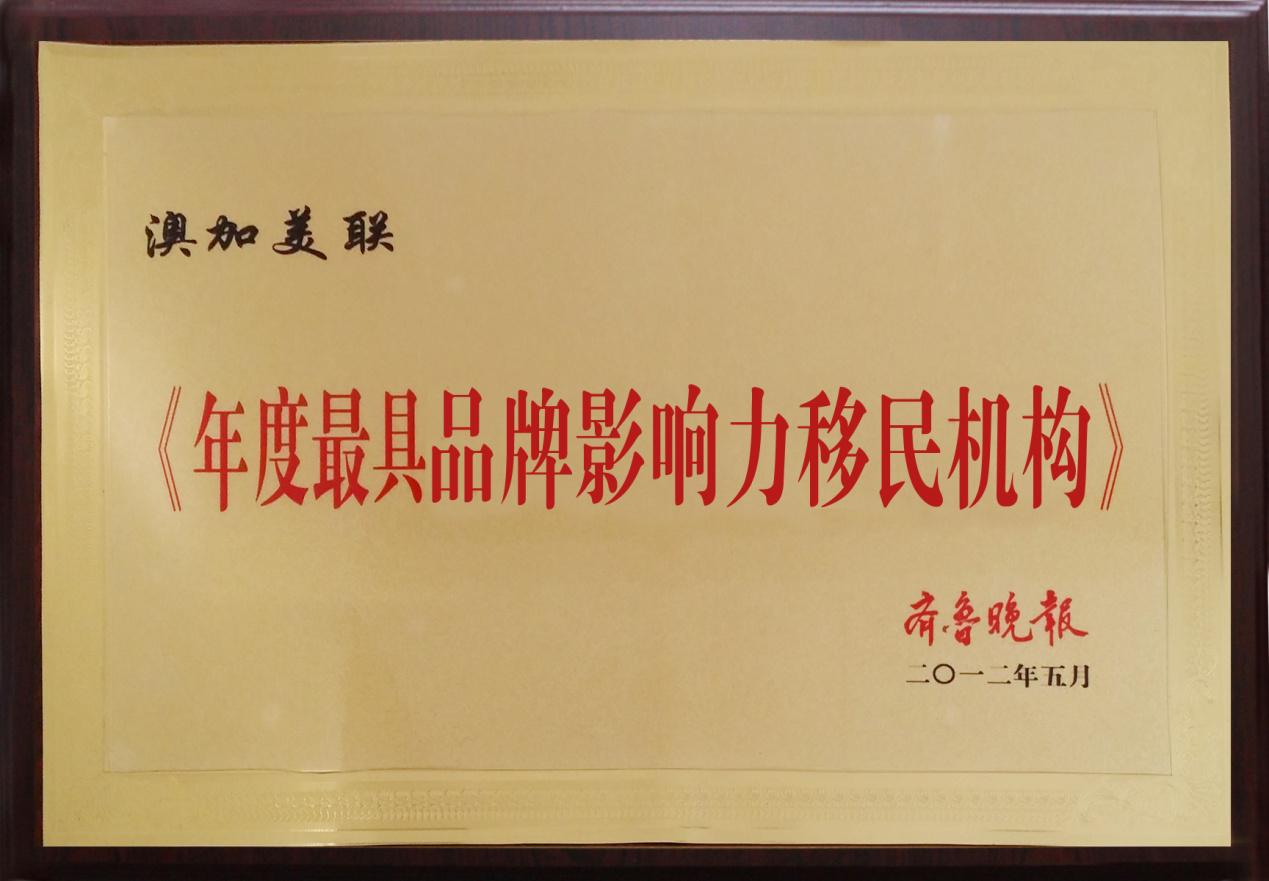 澳加美联
《年度最具品牌影响力移民机构》
齐鲁晚報
二〇一二年五月